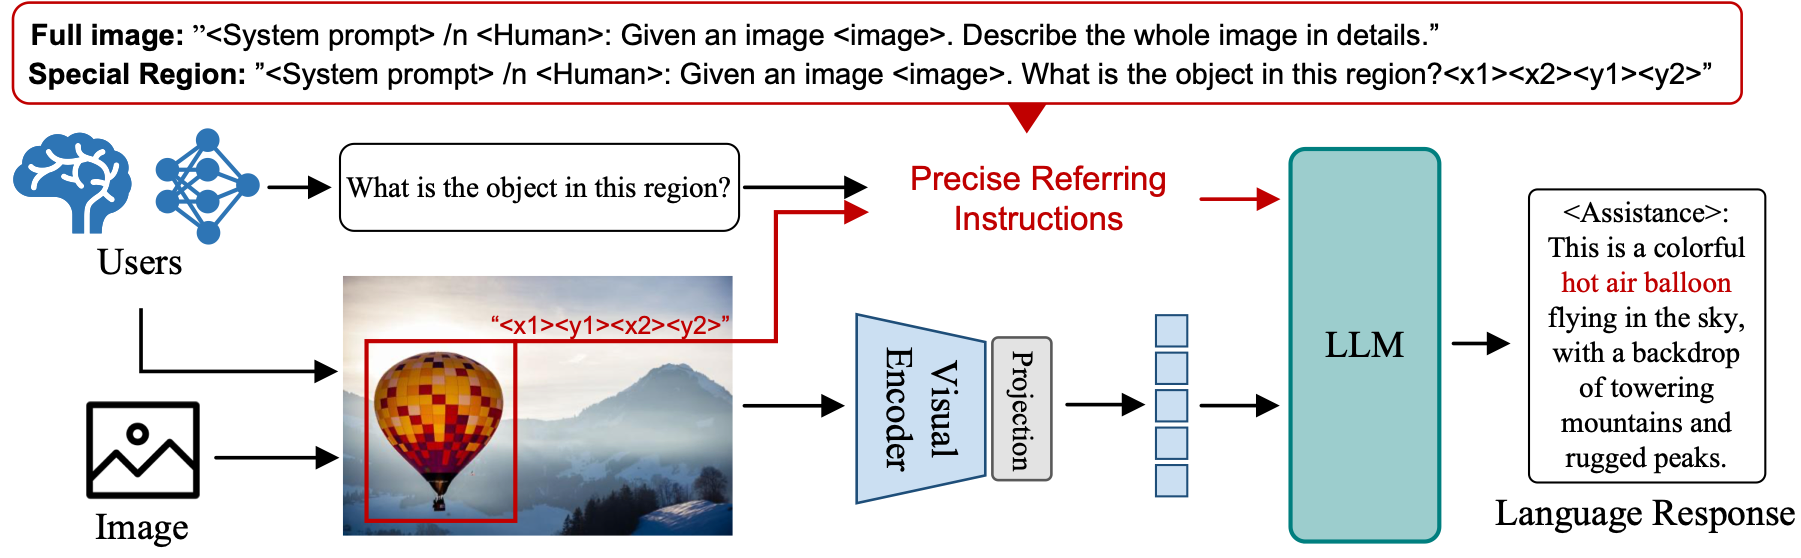 Full image: ”<System prompt> /n <Human>: Given an image <image>. Describe the whole image in details.”
Special Region: ”<System prompt> /n <Human>: Given an image <image>. What is the object in this region?<x1><x2><y1><y2>”
What is the object in this region?
Precise Referring
Instructions
Users
“<x1><y1><x2><y2>”
Image
Visual
Encoder
Projection
LLM
<Assistance>:
This is a colorful
hot air balloon
flying in the sky,
with a backdrop
of towering
mountains and
rugged peaks.
Language Response